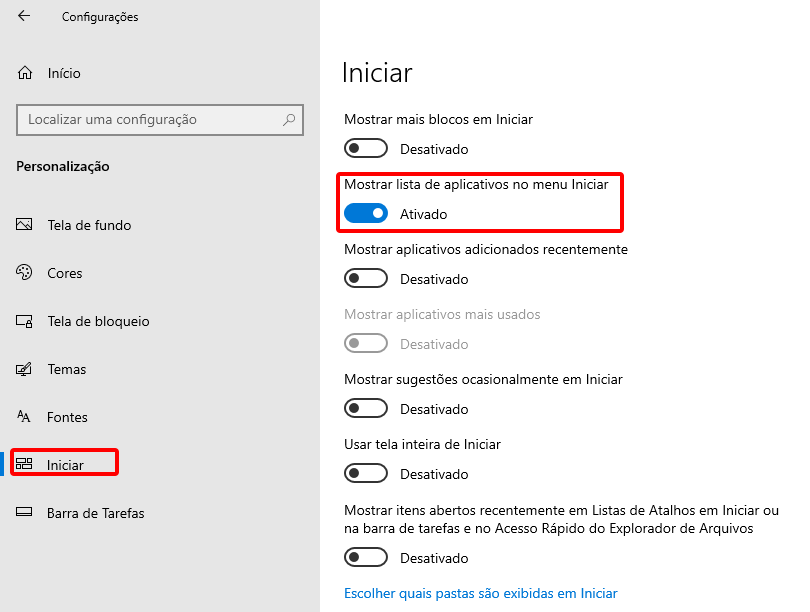 Configurações
Início
Localizar uma configuração
Personalização
Tela de fundo
Cores
Tela de bloqueio
Temas
Fontes
Iniciar
Barra de Tarefas
Iniciar
Mostrar mais blocos em Iniciar
Desativado
Mostrar lista de aplicativos no menu Iniciar
Ativado
Mostrar aplicativos adicionados recentemente
Desativado
Mostrar aplicativos mais usados
Desativado
Mostrar sugestões ocasionalmente em Iniciar
Desativado
Usar tela inteira de Iniciar
Desativado
Mostrar itens abertos recentemente em Listas de Atalhos em Iniciar ou
na barra de tarefas e no Acesso Rápido do Explorador de Arquivos
Desativado
Escolher quais pastas são exibidas em Iniciar